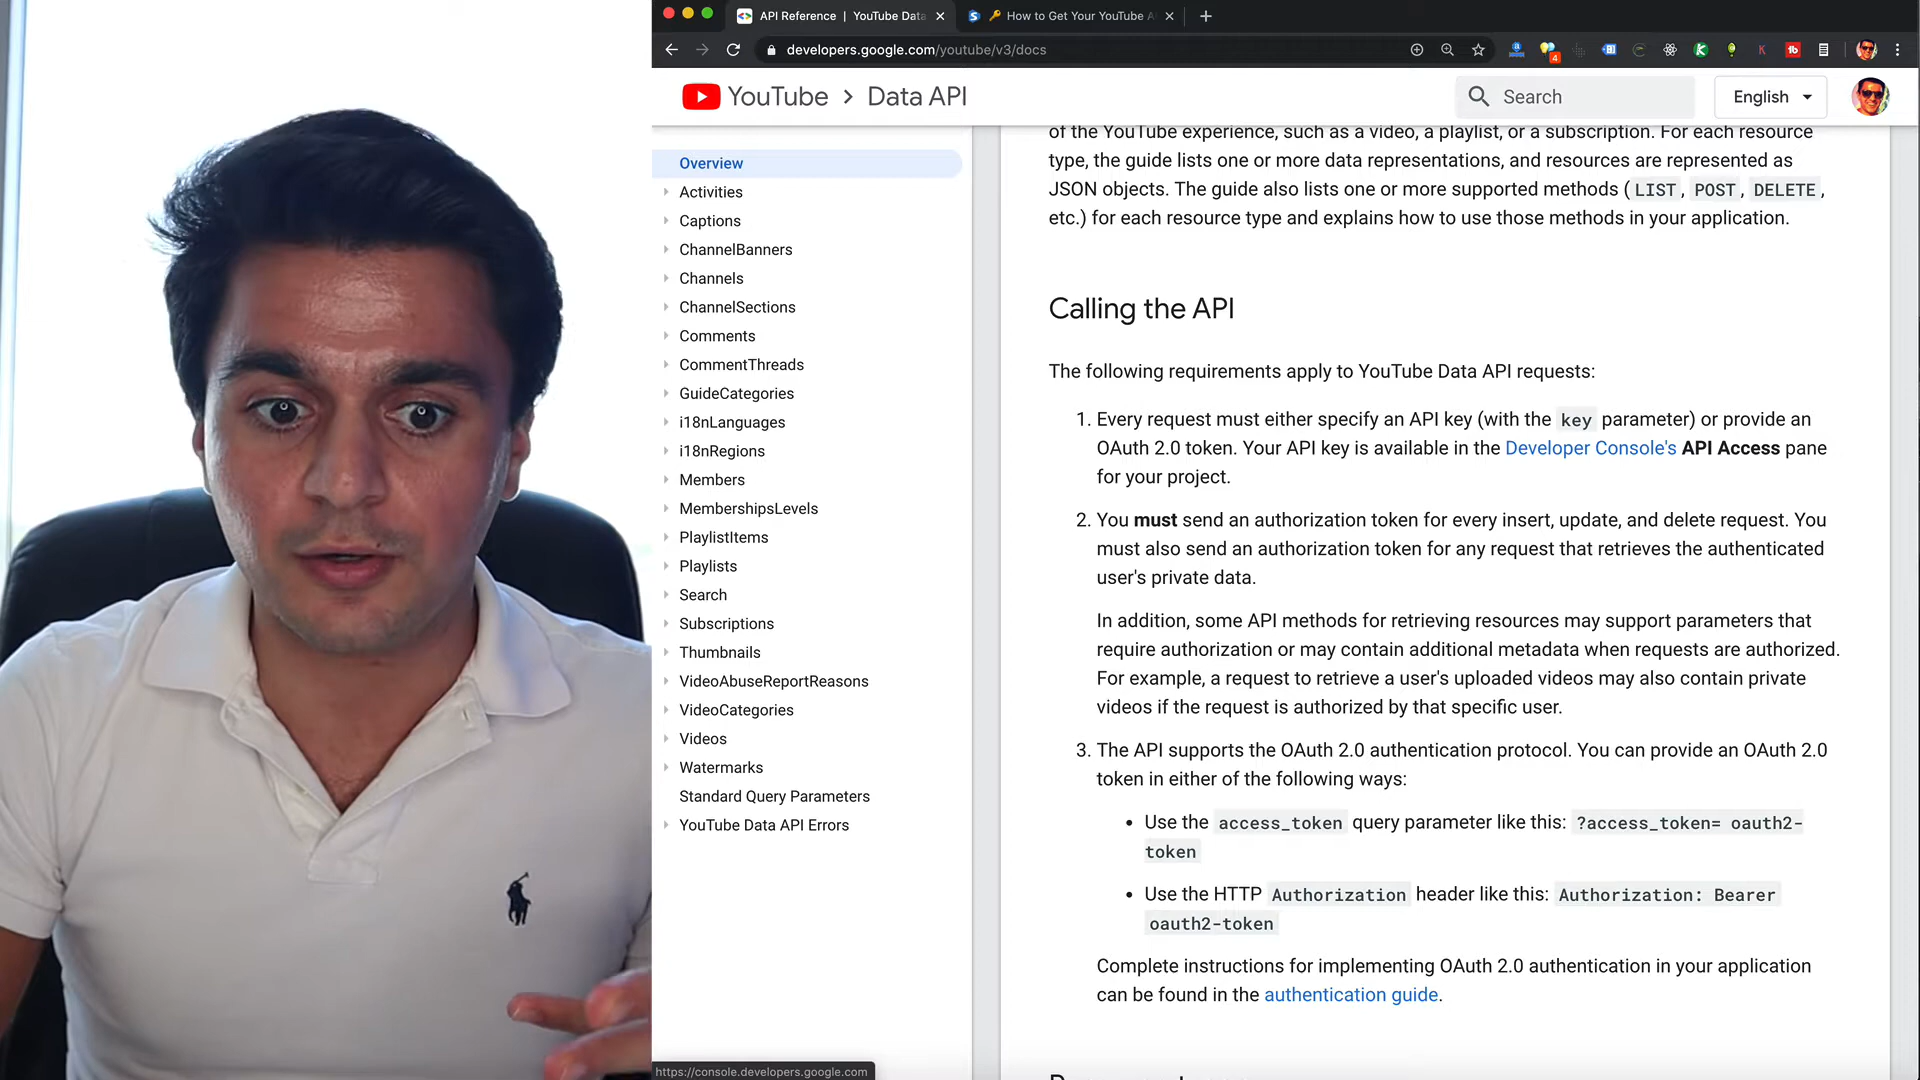 API Reference | YouTube Data
How to Get Your YouTube A
developers.google.com/youtube/v3/docs
4
YouTube > Data API
Search
English
Overview
Activities
Captions
ChannelBanners
Channels
ChannelSections
Comments
CommentThreads
GuideCategories
i18nLanguages
i18nRegions
Members
MembershipsLevels
PlaylistItems
Playlists
Search
Subscriptions
Thumbnails
VideoAbuseReportReasons
VideoCategories
Videos
Watermarks
Standard Query Parameters
YouTube Data API Errors
of the YouTube experience, such as a video, a playlist, or a subscription. For each resource
type, the guide lists one or more data representations, and resources are represented as
JSON objects. The guide also lists one or more supported methods ( LIST , POST , DELETE ,
etc.) for each resource type and explains how to use those methods in your application.
Calling the API
The following requirements apply to YouTube Data API requests:
1. Every request must either specify an API key (with the key parameter) or provide an
OAuth 2.0 token. Your API key is available in the Developer Console's API Access pane
for your project.
2. You must send an authorization token for every insert, update, and delete request. You
must also send an authorization token for any request that retrieves the authenticated
user's private data.
In addition, some API methods for retrieving resources may support parameters that
require authorization or may contain additional metadata when requests are authorized.
For example, a request to retrieve a user's uploaded videos may also contain private
videos if the request is authorized by that specific user.
3. The API supports the OAuth 2.0 authentication protocol. You can provide an OAuth 2.0
token in either of the following ways:
• Use the access_token query parameter like this: ?access_token= oauth2-
token
• Use the HTTP Authorization header like this: Authorization: Bearer
oauth2-token
Complete instructions for implementing OAuth 2.0 authentication in your application
can be found in the authentication guide.
https://console.developers.google.com